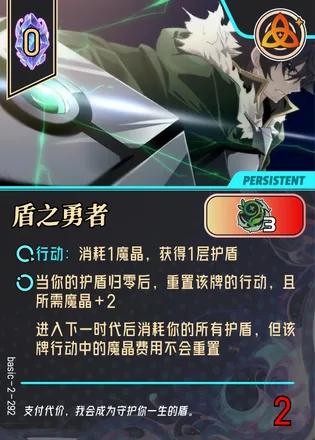 0
PERSISTENT
盾之勇者
3
行动：消耗1魔晶，获得1层护盾
当你的护盾归零后，重置该牌的行动，且
所需魔晶＋2
进入下一时代后消耗你的所有护盾，但该
牌行动中的魔晶费用不会重置
basic-2-292
支付代价，我会成为守护你一生的盾。
2